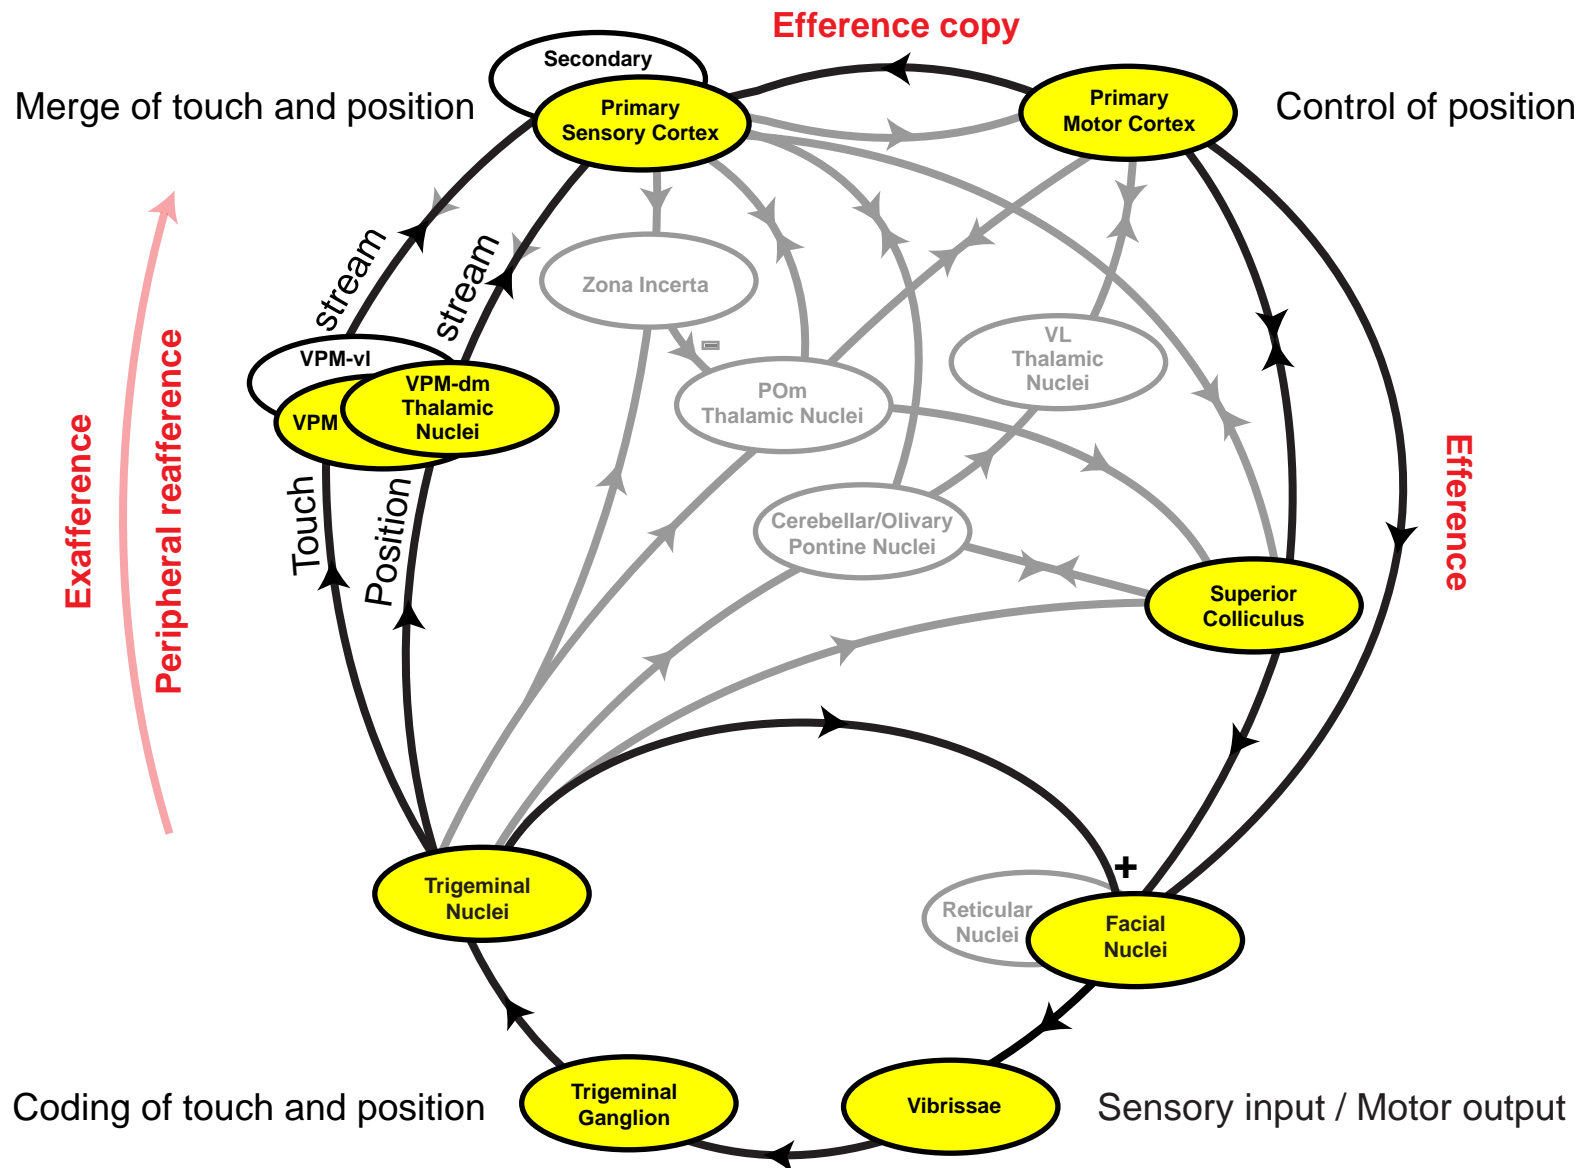 Efference copy
Secondary
Primary
Sensory Cortex
Primary
Motor Cortex
Merge of touch and position
Control of position
stream
stream
Zona Incerta
VPM-vl
VPM
VPM-dm
Thalamic
Nuclei
POm
Thalamic Nuclei
VL
Thalamic
Nuclei
Exafference
Peripheral reafference
Touch
Position
Cerebellar/Olivary
Pontine Nuclei
Efference
Superior
Colliculus
Trigeminal
Nuclei
+
Reticular
Nuclei
Facial
Nuclei
Coding of touch and position
Trigeminal
Ganglion
Vibrissae
Sensory input / Motor output